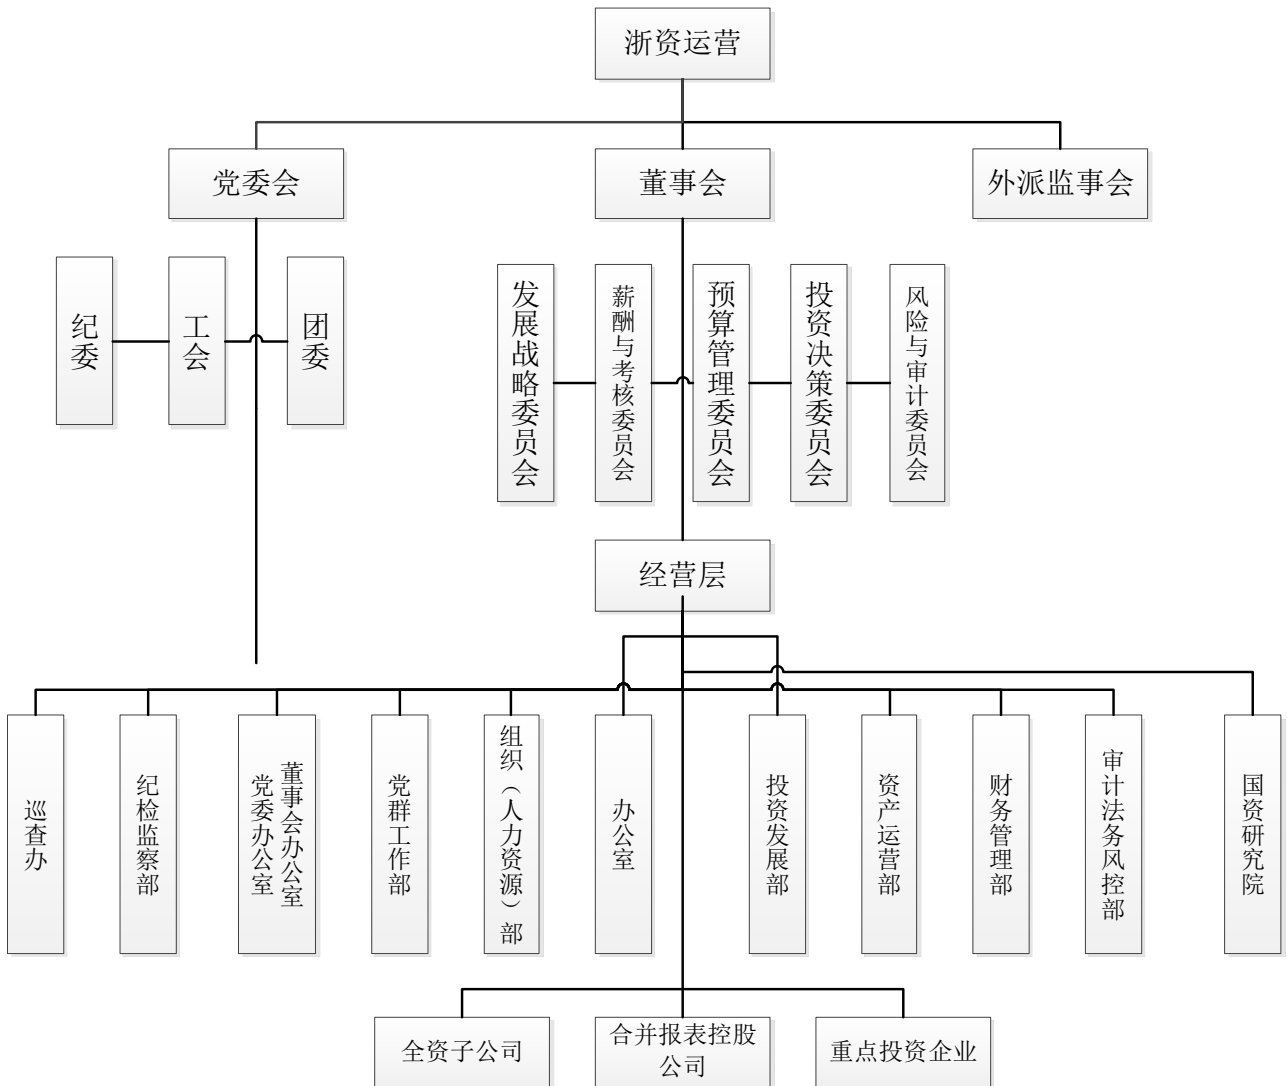 浙资运营
党委会
董事会
外派监事会
纪委
工会
团委
发展战略委员会
薪酬与考核委员会
预算管理委员会
投资决策委员会
风险与审计委员会
经营层
巡查办
纪检监察部
董事会办公室
党委办公室
党群工作部
组织（人力资源）部
办公室
投资发展部
资产运营部
财务管理部
审计法务风控部
国资研究院
全资子公司
合并报表控股
公司
重点投资企业